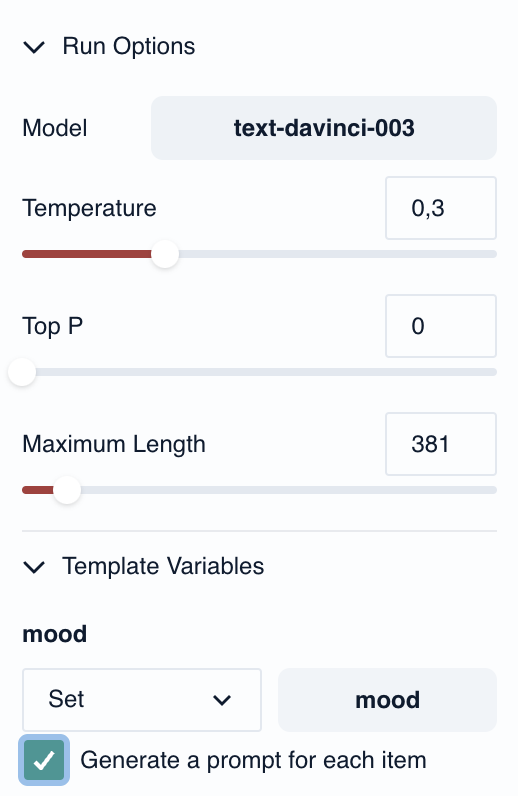 Run Options
Model text-davinci-003
Temperature 0,3
Top P 0
Maximum Length 381
Template Variables
mood
Set mood
Generate a prompt for each item